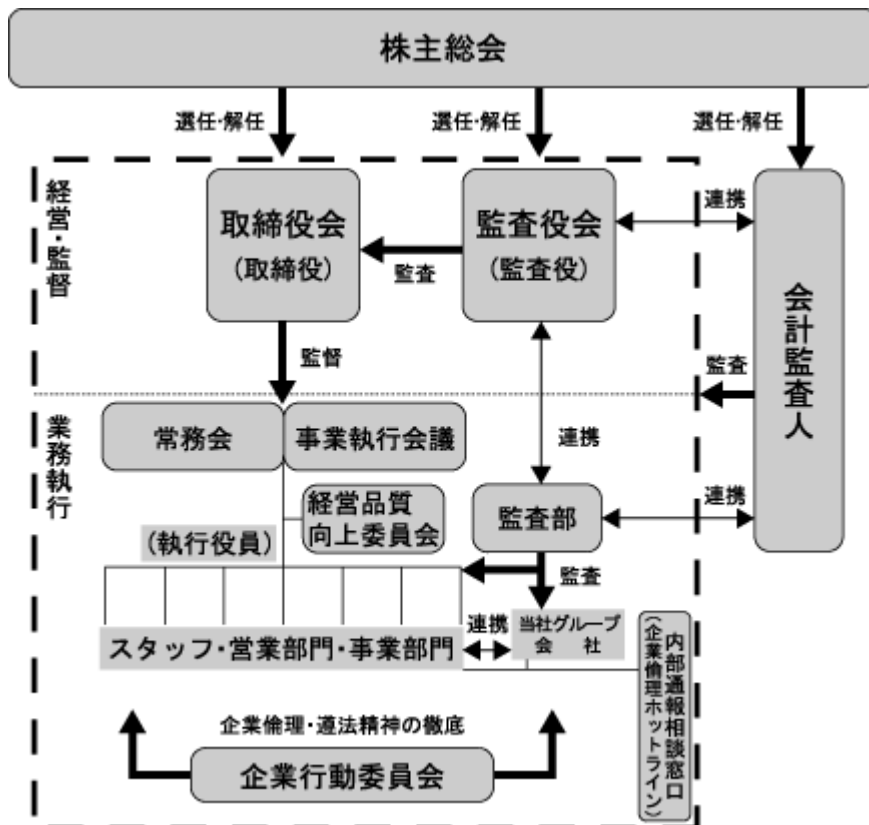 株主総会
選任・解任
選任・解任
選任・解任
経営・監督
取締役会
(取締役)
監査役会
(監査役)
連携
監査
会計監査人
監督
監査
業務執行
常務会
事業執行会議
連携
経営品質
向上委員会
監査部
連携
(執行役員)
監査
スタッフ・営業部門・事業部門
連携
当社グループ
会　社
内部通報相談窓口
(企業倫理ホットライン)
企業倫理・遵法精神の徹底
企業行動委員会